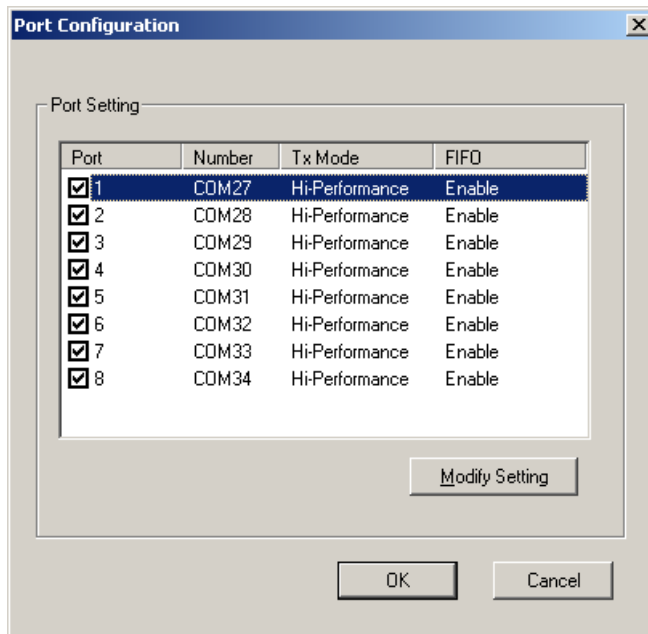 Port Configuration
Port Setting
Port Number Tx Mode FIFO
1 COM27 Hi-Performance Enable
2 COM28 Hi-Performance Enable
3 COM29 Hi-Performance Enable
4 COM30 Hi-Performance Enable
5 COM31 Hi-Performance Enable
6 COM32 Hi-Performance Enable
7 COM33 Hi-Performance Enable
8 COM34 Hi-Performance Enable
Modify Setting
OK Cancel